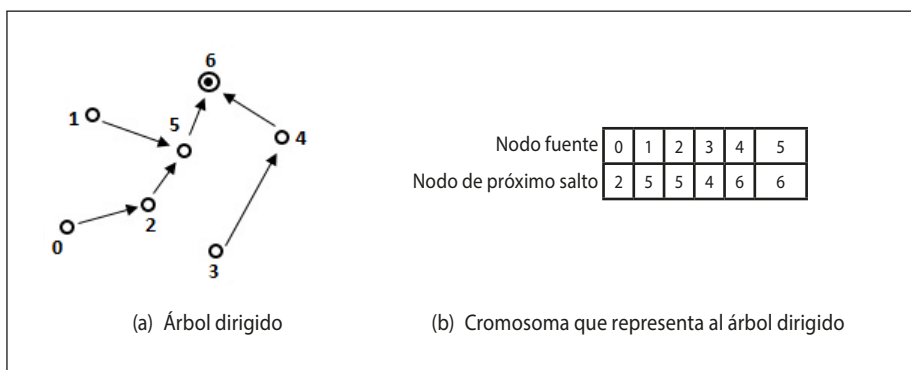 6
1
5
4
2
0
3
Nodo fuente 0 1 2 3 4 5
Nodo de próximo salto 2 5 5 4 6 6
(a) Árbol dirigido
(b) Cromosoma que representa al árbol dirigido